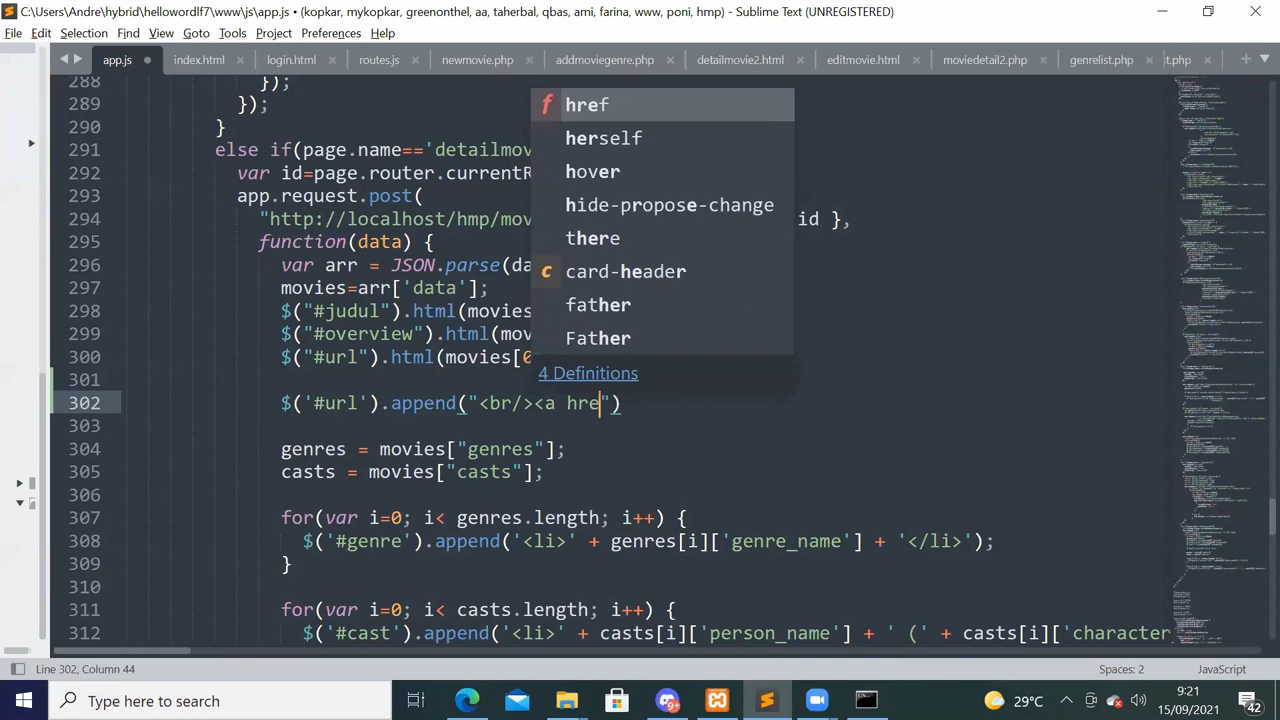 C:\Users\Andre\hybrid\hellowordlf7\www\js\app.js • (kopkar, mykopkar, greenthhotel, aa, taherbal, qbas, ami, farina, www, poni, hmp) - Sublime Text (UNREGISTERED)
File Edit Selection Find View Goto Tools Project Preferences Help
app.js index.html login.html routes.js newmovie.php addmoviegenre.php detailmovie2.html editmovie.html moviedetail2.php genrelist.php t.php
288 });
289 });
290 }
291 else if(page.name=='detailmov
292 var id=page.router.currentR
293 app.request.post(
294 "http://localhost/hmp/mov id },
295 function(data) {
296 var arr = JSON.parse(da
297 movies=arr['data'];
298 $("#judul").html(movies
299 $("#overview").html(m
300 $("#url").html(movies[
301
302 $('#url').append("<br><a hre")
303
304 genres = movies["genres"];
305 casts = movies["casts"];
306
307 for(var i=0; i< genres.length; i++) {
308 $('#genre').append('<li>' + genres[i]['genre_name'] + '</li>');
309 }
310
311 for(var i=0; i< casts.length; i++) {
312 $('#cast').append('<li>' + casts[i]['person_name'] + ' ' + casts[i]['character
f href
herself
hover
hide-propose-change
there
c card-header
father
Father
4 Definitions
Line 302, Column 44 Spaces: 2 JavaScript
Type here to search
29°C
9:21
15/09/2021
42